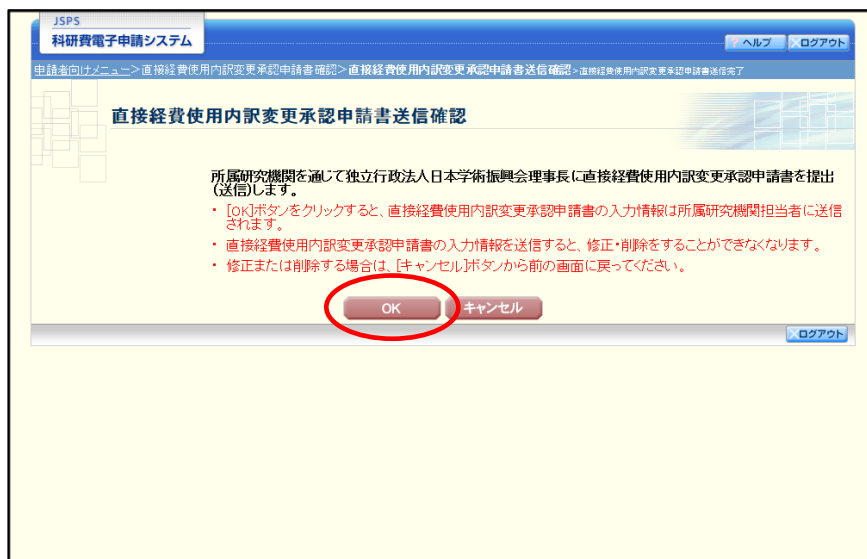 JSPS
科研費電子申請システム
ヘルプ
ログアウト
申請者向けメニュー>直接経費使用内訳変更承認申請書確認>直接経費使用内訳変更承認申請書送信確認>直接経費使用内訳変更承認申請書送信完了
直接経費使用内訳変更承認申請書送信確認
所属研究機関を通じて独立行政法人日本学術振興会理事長に直接経費使用内訳変更承認申請書を提出
(送信)します。
・ [OK]ボタンをクリックすると、直接経費使用内訳変更承認申請書の入力情報は所属研究機関担当者に送信
されます。
・ 直接経費使用内訳変更承認申請書の入力情報を送信すると、修正・削除をすることができなくなります。
・ 修正または削除する場合は、[キャンセル]ボタンから前の画面に戻ってください。
OK
キャンセル
ログアウト